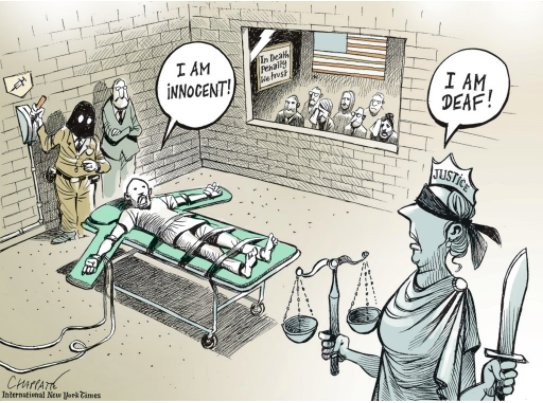 I AM
iNNOCENT!
In Death
Penalty
We trust
I AM
DEAF!
JUSTICE
CHAPPATTE
International New York Times